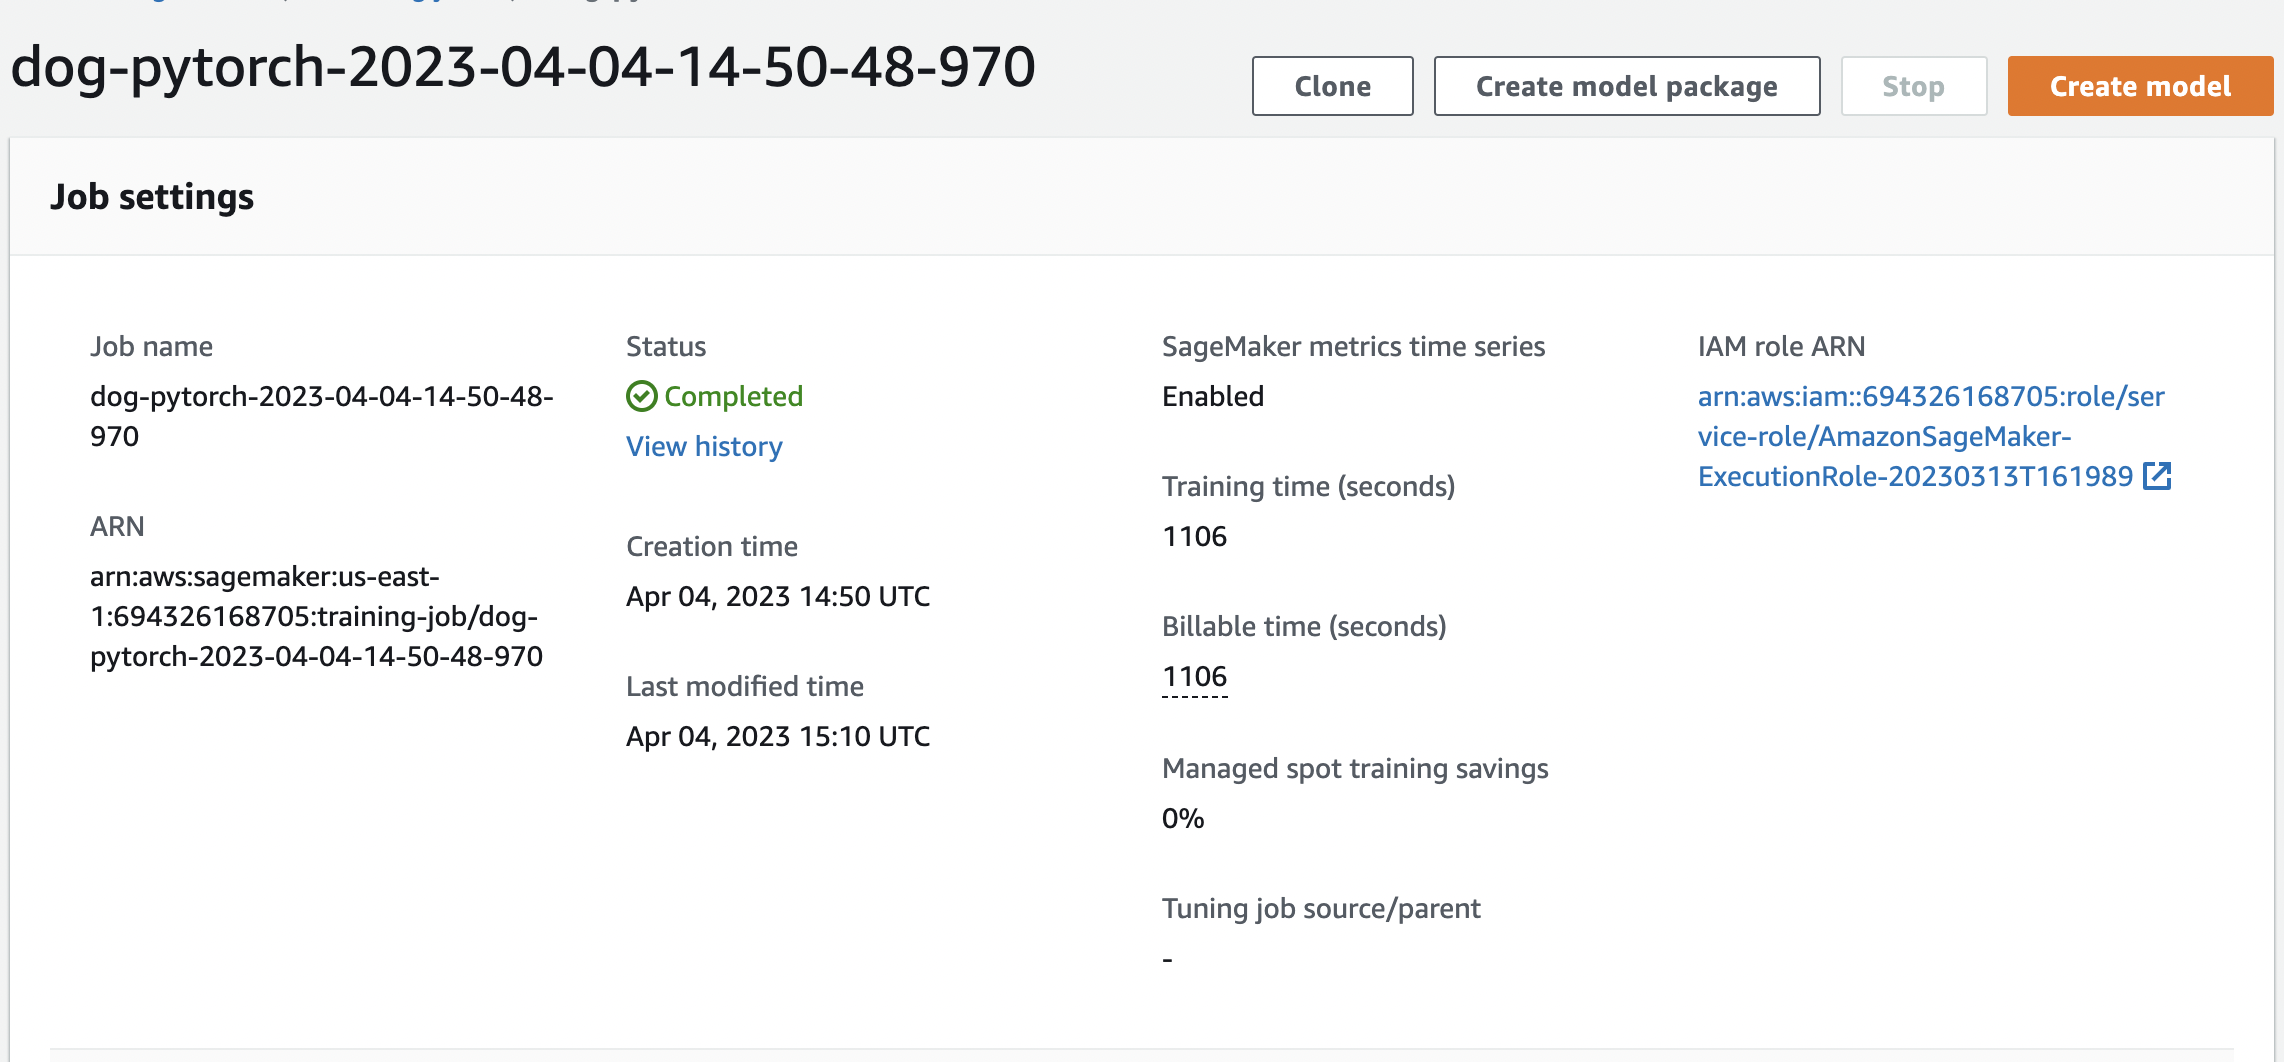 dog-pytorch-2023-04-04-14-50-48-970
Clone
Create model package
Stop
Create model
Job settings
Job name
dog-pytorch-2023-04-04-14-50-48-
970
ARN
arn:aws:sagemaker:us-east-
1:694326168705:training-job/dog-
pytorch-2023-04-04-14-50-48-970
Status
Completed
View history
Creation time
Apr 04, 2023 14:50 UTC
Last modified time
Apr 04, 2023 15:10 UTC
SageMaker metrics time series
Enabled
Training time (seconds)
1106
Billable time (seconds)
1106
Managed spot training savings
0%
Tuning job source/parent
-
IAM role ARN
arn:aws:iam::694326168705:role/ser
vice-role/AmazonSageMaker-
ExecutionRole-20230313T161989